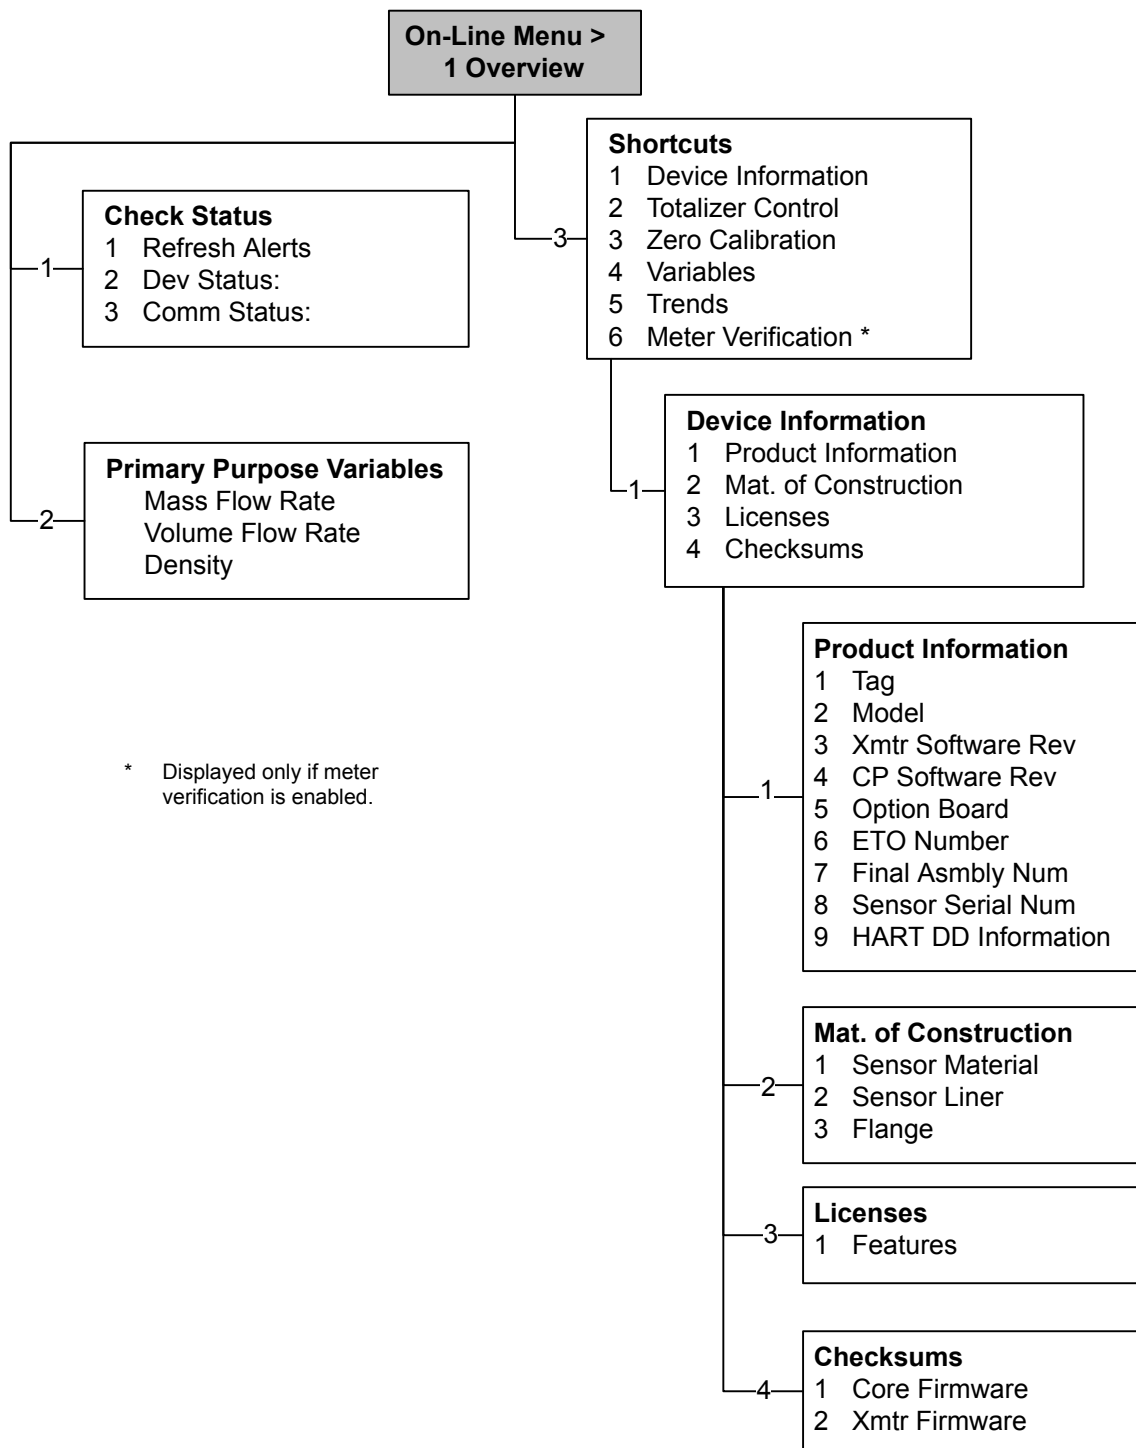 On-Line Menu >
1 Overview
Shortcuts
1 Device Information
2 Totalizer Control
3 Zero Calibration
4 Variables
5 Trends
6 Meter Verification *
3
Check Status
1 Refresh Alerts
2 Dev Status:
3 Comm Status:
1
Device Information
1 Product Information
2 Mat. of Construction
3 Licenses
4 Checksums
1
Primary Purpose Variables
Mass Flow Rate
Volume Flow Rate
Density
2
Product Information
1 Tag
2 Model
3 Xmtr Software Rev
4 CP Software Rev
5 Option Board
6 ETO Number
7 Final Asmbly Num
8 Sensor Serial Num
9 HART DD Information
1
* Displayed only if meter
verification is enabled.
Mat. of Construction
1 Sensor Material
2 Sensor Liner
3 Flange
2
Licenses
1 Features
3
Checksums
1 Core Firmware
2 Xmtr Firmware
4